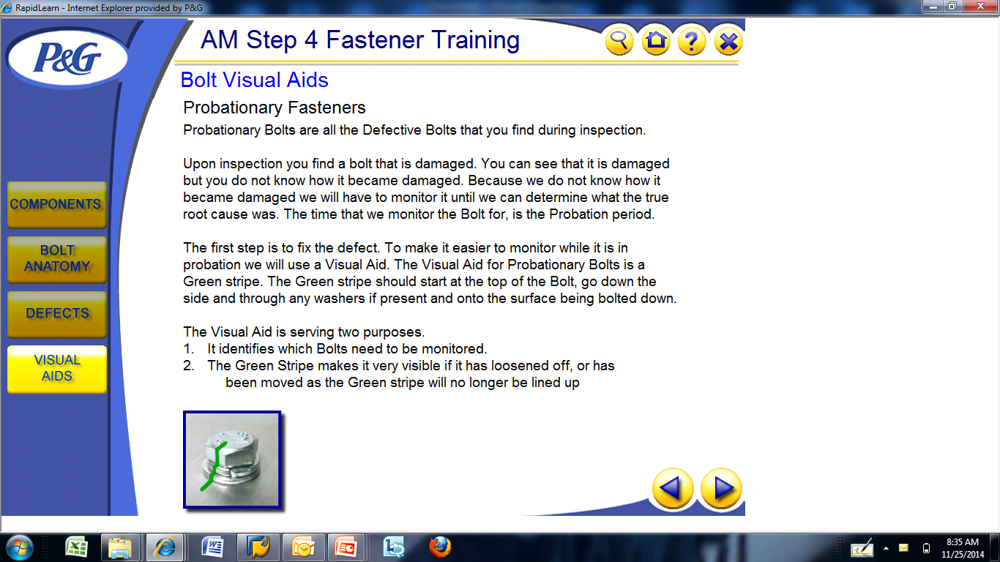 RapidLearn - Internet Explorer provided by P&G
P&G
AM Step 4 Fastener Training
?
Bolt Visual Aids
Probationary Fasteners
Probationary Bolts are all the Defective Bolts that you find during inspection.
Upon inspection you find a bolt that is damaged. You can see that it is damaged
but you do not know how it became damaged. Because we do not know how it
became damaged we will have to monitor it until we can determine what the true
root cause was. The time that we monitor the Bolt for, is the Probation period.
The first step is to fix the defect. To make it easier to monitor while it is in
probation we will use a Visual Aid. The Visual Aid for Probationary Bolts is a
Green stripe. The Green stripe should start at the top of the Bolt, go down the
side and through any washers if present and onto the surface being bolted down.
The Visual Aid is serving two purposes.
1. It identifies which Bolts need to be monitored.
2. The Green Stripe makes it very visible if it has loosened off, or has
been moved as the Green stripe will no longer be lined up
COMPONENTS
BOLT
ANATOMY
DEFECTS
VISUAL
AIDS
8:35 AM
11/25/2014